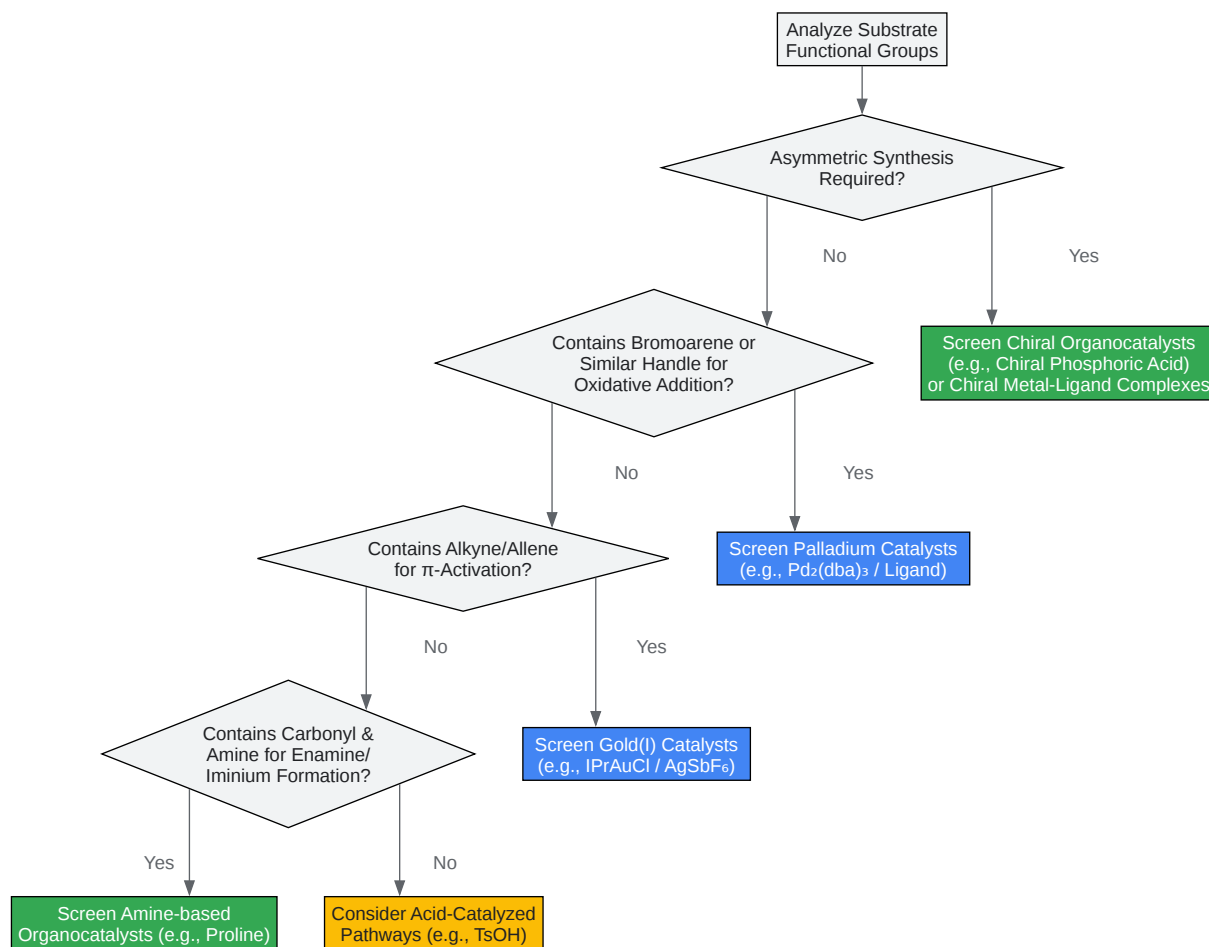 Analyze Substrate
Functional Groups
Asymmetric Synthesis
Required?
No
Yes
Contains Bromoarene or
Similar Handle for
Oxidative Addition?
Screen Chiral Organocatalysts
(e.g., Chiral Phosphoric Acid)
or Chiral Metal-Ligand Complexes
No
Yes
Contains Alkyne/Allene
for π-Activation?
Screen Palladium Catalysts
(e.g., Pd₂(dba)₃ / Ligand)
No
Yes
Contains Carbonyl &
Amine for Enamine/
Iminium Formation?
Screen Gold(I) Catalysts
(e.g., IPrAuCl / AgSbF₆)
Yes
No
Screen Amine-based
Organocatalysts (e.g., Proline)
Consider Acid-Catalyzed
Pathways (e.g., TsOH)